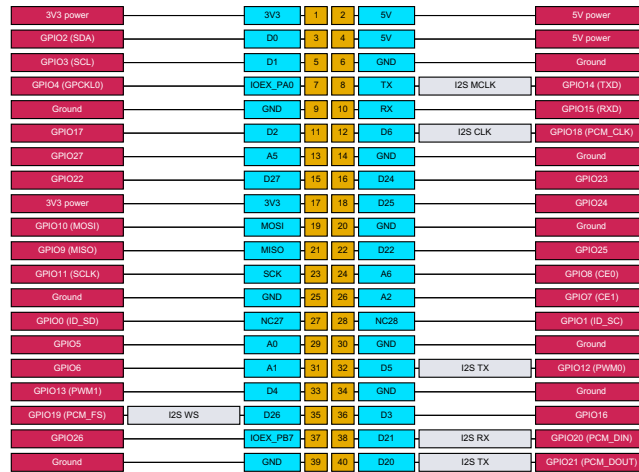 3V3 power 3V3 1 2 5V 5V power
GPIO2 (SDA) D0 3 4 5V 5V power
GPIO3 (SCL) D1 5 6 GND Ground
GPIO4 (GPCKL0) IOEX_PA0 7 8 TX I2S MCLK GPIO14 (TXD)
Ground GND 9 10 RX GPIO15 (RXD)
GPIO17 D2 11 12 D6 I2S CLK GPIO18 (PCM_CLK)
GPIO27 A5 13 14 GND Ground
GPIO22 D27 15 16 D24 GPIO23
3V3 power 3V3 17 18 D25 GPIO24
GPIO10 (MOSI) MOSI 19 20 GND Ground
GPIO9 (MISO) MISO 21 22 D22 GPIO25
GPIO11 (SCLK) SCK 23 24 A6 GPIO8 (CE0)
Ground GND 25 26 A2 GPIO7 (CE1)
GPIO0 (ID_SD) NC27 27 28 NC28 GPIO1 (ID_SC)
GPIO5 A0 29 30 GND Ground
GPIO6 A1 31 32 D5 I2S TX GPIO12 (PWM0)
GPIO13 (PWM1) D4 33 34 GND Ground
GPIO19 (PCM_FS) I2S WS D26 35 36 D3 GPIO16
GPIO26 IOEX_PB7 37 38 D21 I2S RX GPIO20 (PCM_DIN)
Ground GND 39 40 D20 I2S TX GPIO21 (PCM_DOUT)